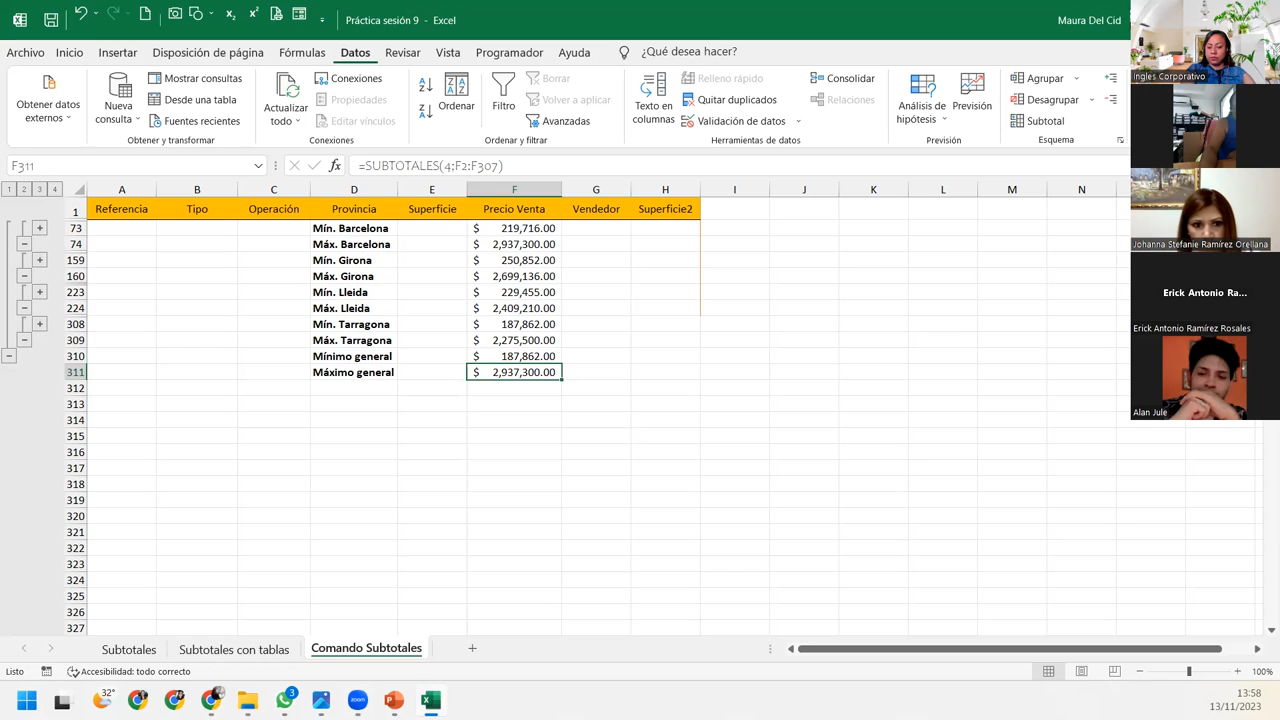 Práctica sesión 9 - Excel
Maura Del Cid
Archivo Inicio Insertar Disposición de página Fórmulas Datos Revisar Vista Programador Ayuda ¿Qué desea hacer?
Obtener datos externos
Nueva consulta
Mostrar consultas
Desde una tabla
Fuentes recientes
Obtener y transformar
Actualizar todo
Conexiones
Propiedades
Editar vínculos
Conexiones
Ordenar
Filtro
Borrar
Volver a aplicar
Avanzadas
Ordenar y filtrar
Texto en columnas
Relleno rápido
Quitar duplicados
Validación de datos
Consolidar
Relaciones
Herramientas de datos
Análisis de hipótesis
Previsión
Previsión
Agrupar
Desagrupar
Subtotal
Esquema
F311 fx =SUBTOTALES(4;F2:F307)
1 2 3 4 A B C D E F G H I J K L M N
1 Referencia Tipo Operación Provincia Superficie Precio Venta Vendedor Superficie2
73 Mín. Barcelona $ 219,716.00
74 Máx. Barcelona $ 2,937,300.00
159 Mín. Girona $ 250,852.00
160 Máx. Girona $ 2,699,136.00
223 Mín. Lleida $ 229,455.00
224 Máx. Lleida $ 2,409,210.00
308 Mín. Tarragona $ 187,862.00
309 Máx. Tarragona $ 2,275,500.00
310 Mínimo general $ 187,862.00
311 Máximo general $ 2,937,300.00
312
313
314
315
316
317
318
319
320
321
322
323
324
325
326
327
Ingles Corporativo
Johanna Stefanie Ramírez Orellana
Erick Antonio Ra...
Erick Antonio Ramírez Rosales
Alan Jule
Subtotales Subtotales con tablas Comando Subtotales
Listo Accesibilidad: todo correcto 100%
32° 3 zoom
13:58
13/11/2023